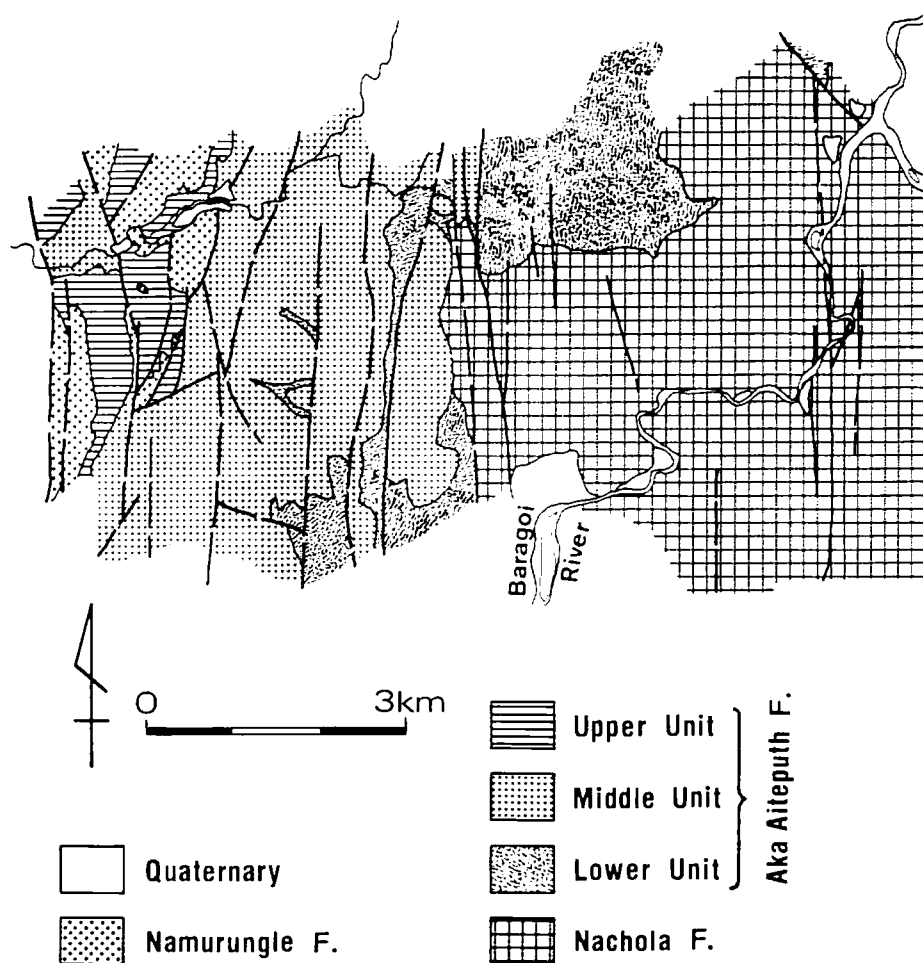 Baragoi
River
0 3km
Upper Unit
Middle Unit
Lower Unit
Aka Aiteputh F.
Quaternary
Namurungle F.
Nachola F.